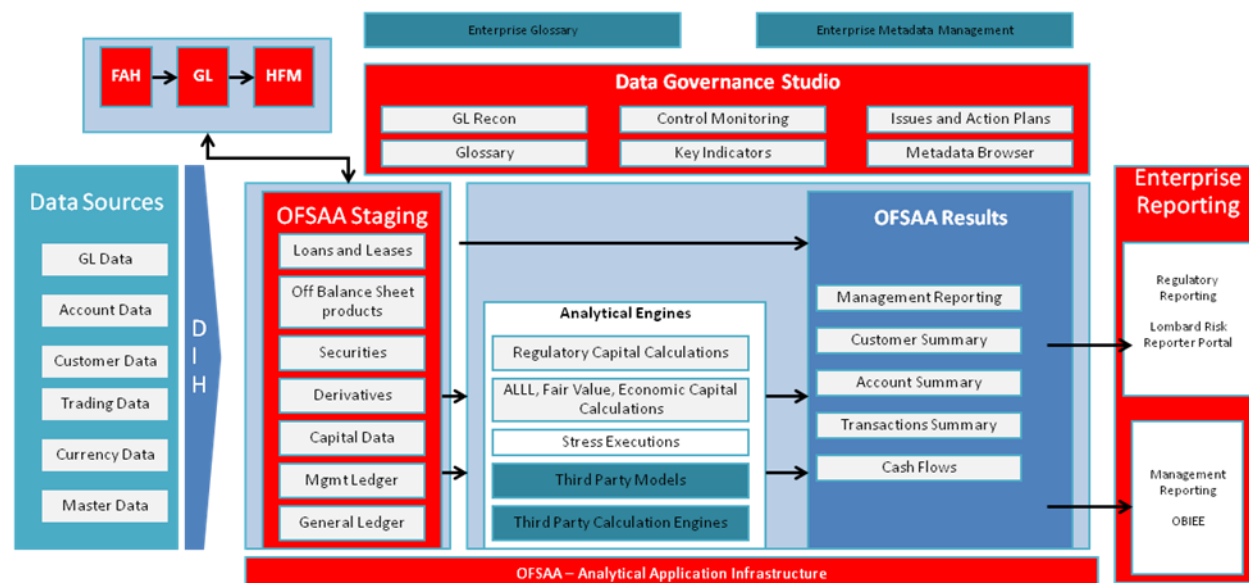 Enterprise Glossary
Enterprise Metadata Management
FAH
GL
HFM
Data Governance Studio
GL Recon
Control Monitoring
Issues and Action Plans
Glossary
Key Indicators
Metadata Browser
Data Sources
GL Data
Account Data
Customer Data
Trading Data
Currency Data
Master Data
D
I
H
OFSAA Staging
Loans and Leases
Off Balance Sheet
products
Securities
Derivatives
Capital Data
Mgmt Ledger
General Ledger
Analytical Engines
Regulatory Capital Calculations
ALLL, Fair Value, Economic Capital
Calculations
Stress Executions
Third Party Models
Third Party Calculation Engines
OFSAA Results
Management Reporting
Customer Summary
Account Summary
Transactions Summary
Cash Flows
Enterprise
Reporting
Regulatory
Reporting
Lombard Risk
Reporter Portal
Management
Reporting
OBIEE
OFSAA – Analytical Application Infrastructure